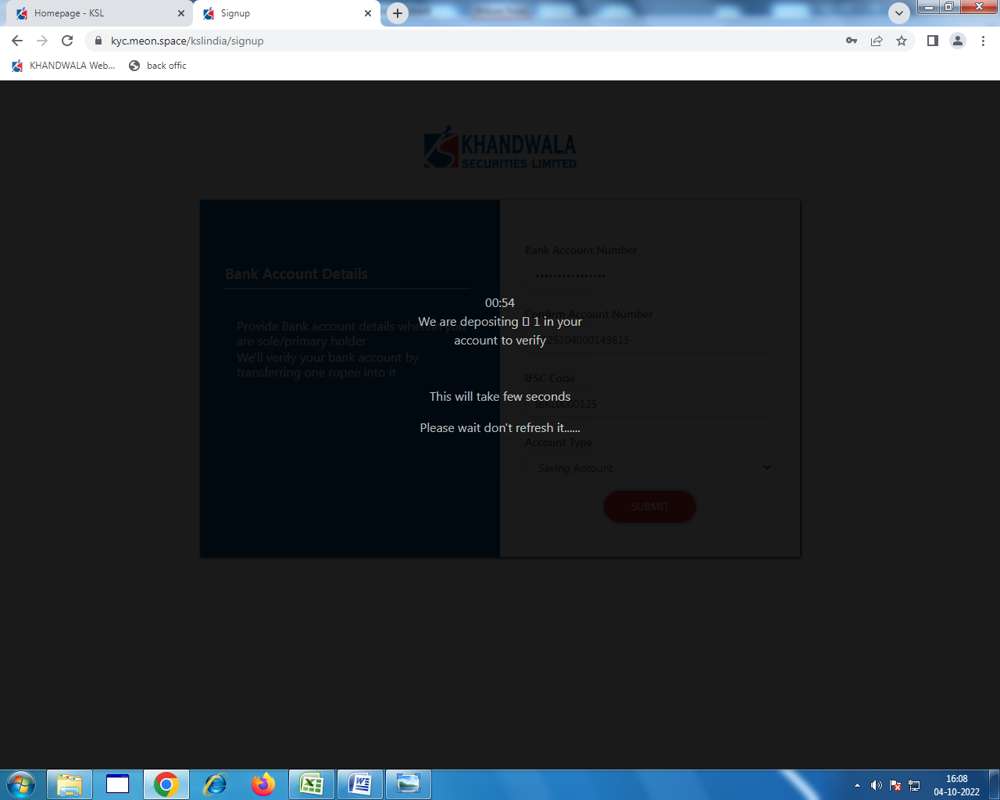 Homepage - KSL
Signup
kyc.meon.space/kslindia/signup
KHANDWALA Web...
back offic
KHANDWALA
SECURITIES LIMITED
Bank Account Details
Provide Bank account details wherein you
are sole/primary holder
We'll verify your bank account by
transferring one rupee into it
Bank Account Number
••••••••••••••••
Confirm Account Number
25104000149815
IFSC Code
IBKL0000125
Account Type
Saving Account
SUBMIT
00:54
We are depositing ▯ 1 in your
account to verify
This will take few seconds
Please wait don't refresh it......
16:08
04-10-2022